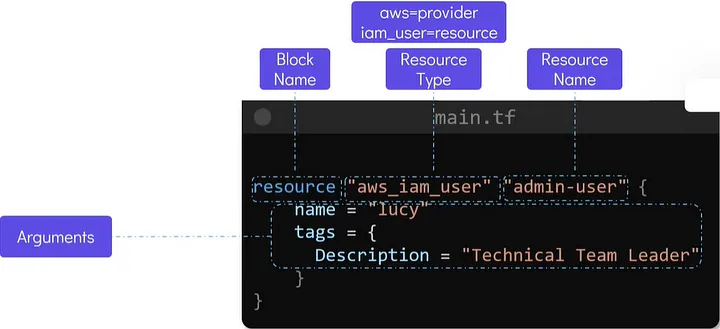 aws=provider
iam_user=resource
Block
Name
Resource
Type
Resource
Name
main.tf
resource "aws_iam_user" "admin-user" {
name = "lucy"
tags = {
Description = "Technical Team Leader"
}
}
Arguments